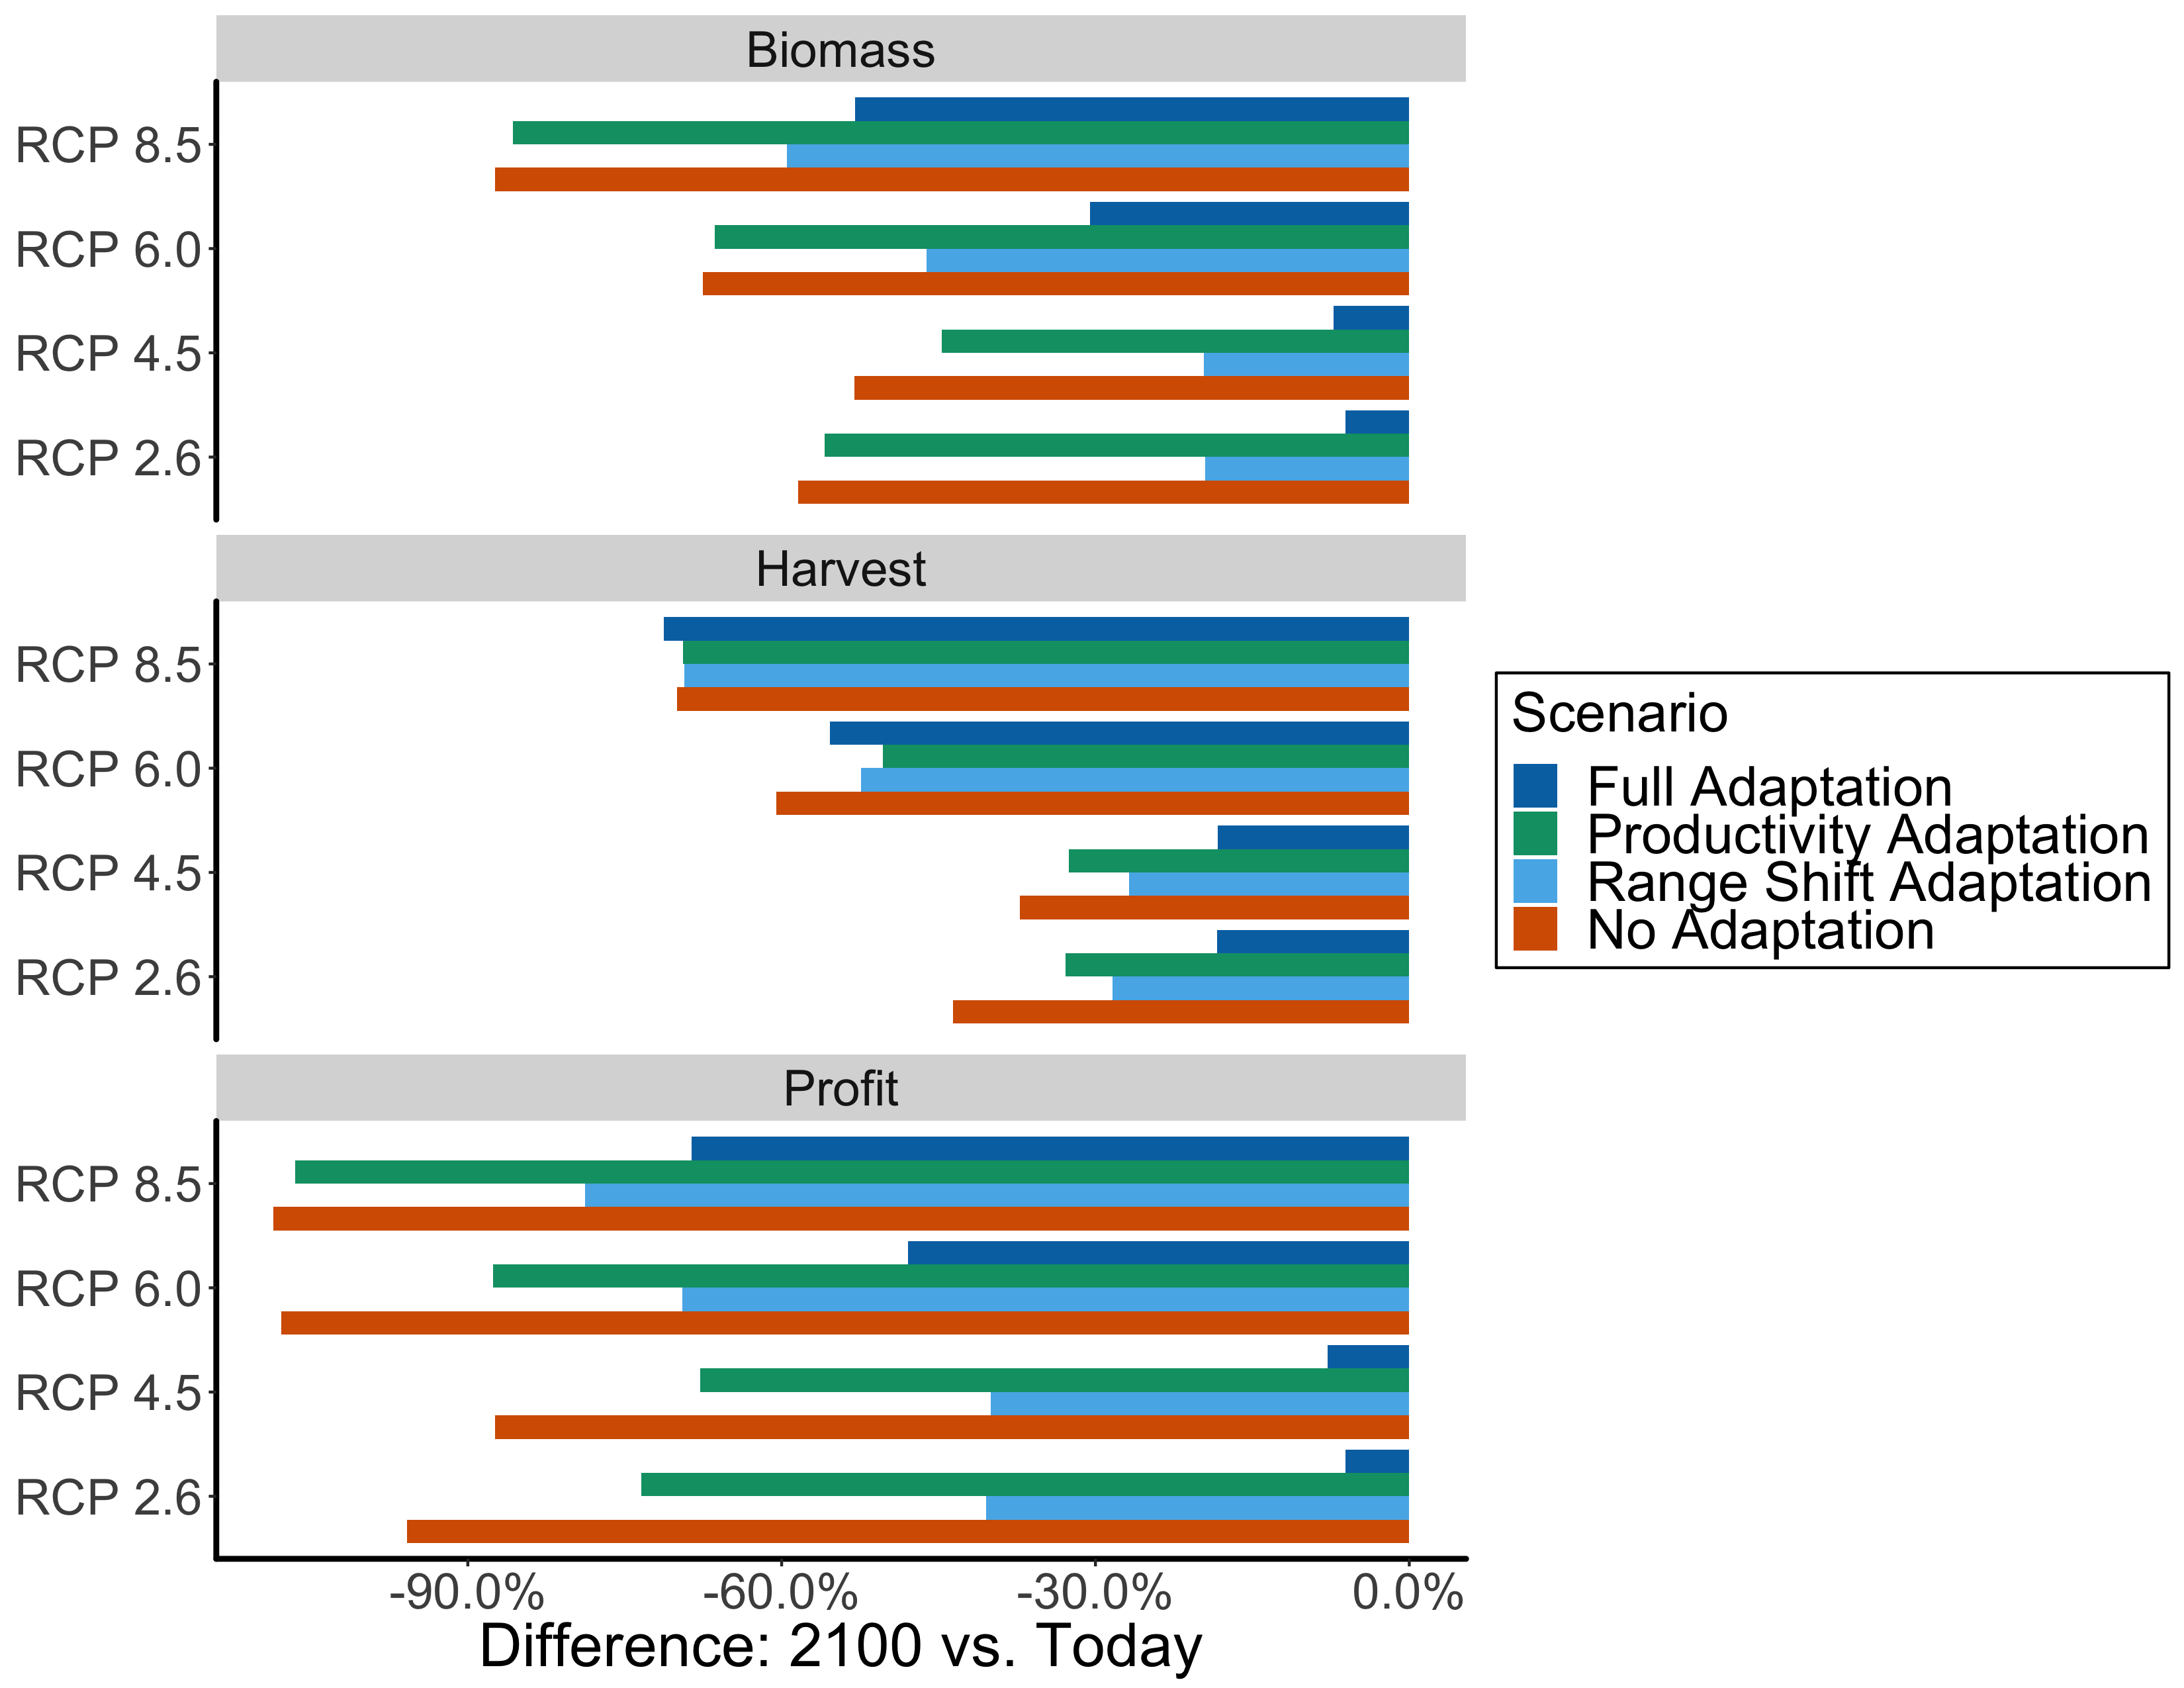 Biomass
RCP 8.5
RCP 6.0
RCP 4.5
RCP 2.6
Harvest
RCP 8.5
RCP 6.0
RCP 4.5
RCP 2.6
Profit
RCP 8.5
RCP 6.0
RCP 4.5
RCP 2.6
-90.0% -60.0% -30.0% 0.0%
Difference: 2100 vs. Today
Scenario
Full Adaptation
Productivity Adaptation
Range Shift Adaptation
No Adaptation